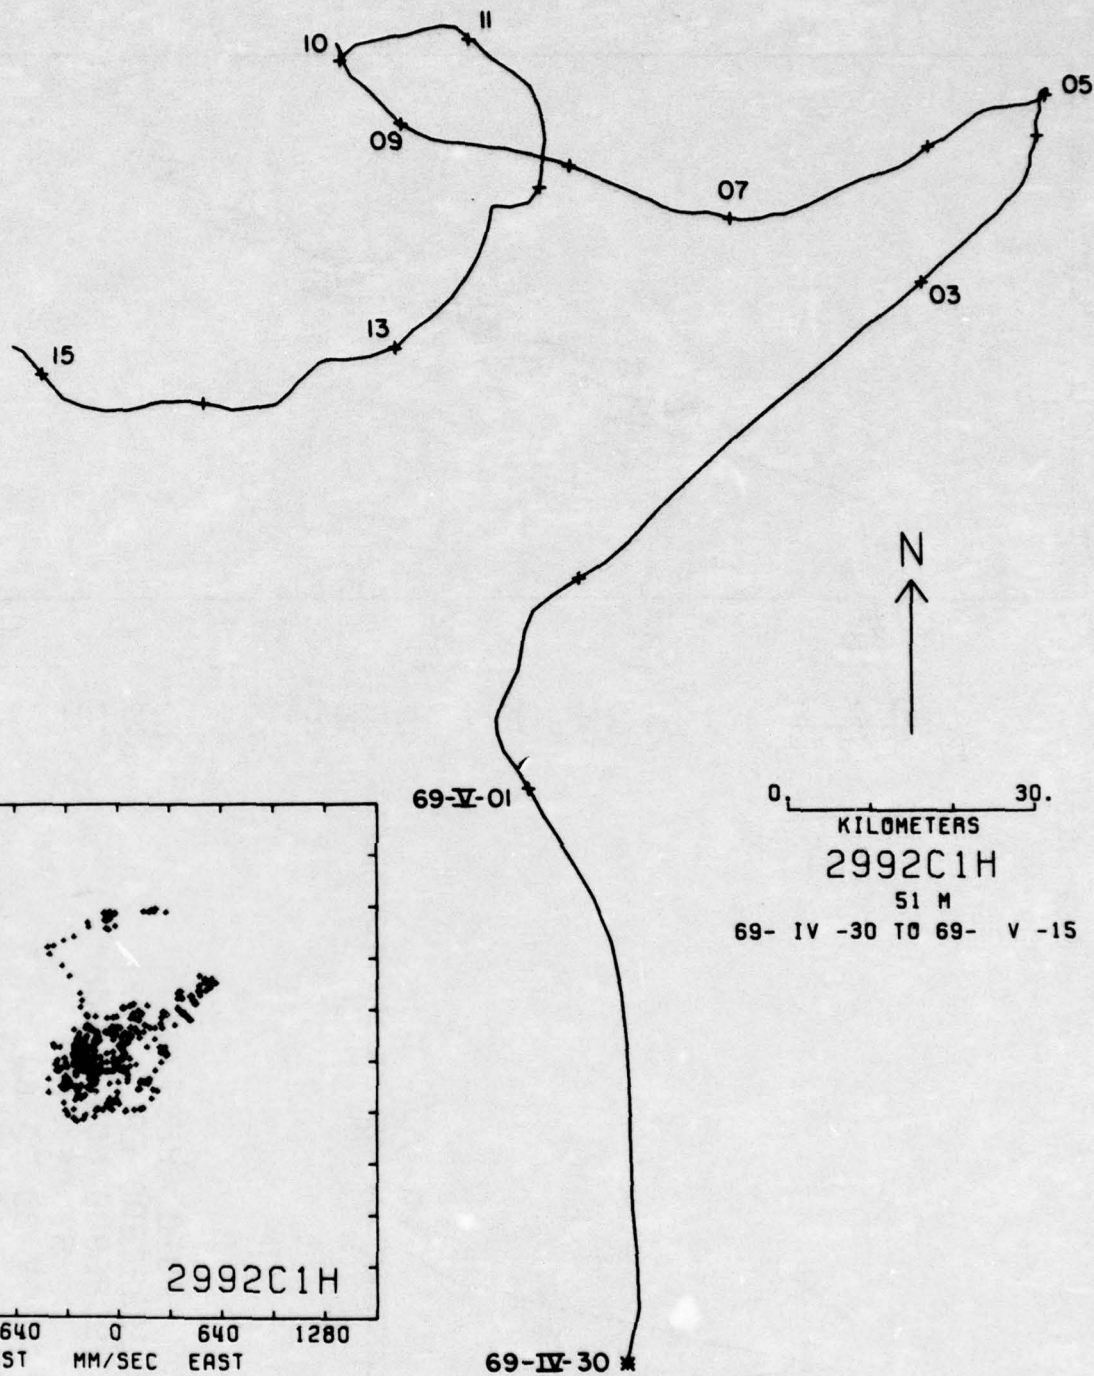 11
10
05
09
07
03
13
15
N
69-V-01
0. 30.
KILOMETERS
2992C1H
51 M
69- IV -30 TO 69- V -15
2992C1H
640 0 640 1280
ST MM/SEC EAST
69-IV-30